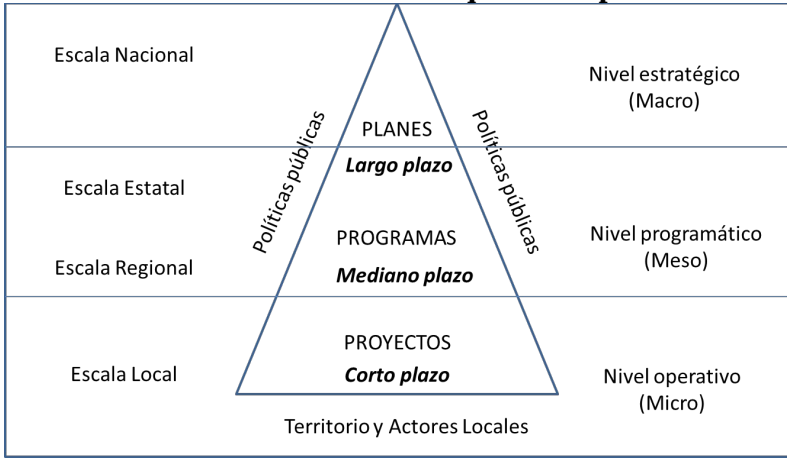 Escala Nacional
Nivel estratégico
(Macro)
PLANES
Largo plazo
Políticas públicas
Políticas públicas
Escala Estatal
Escala Regional
PROGRAMAS
Mediano plazo
Nivel programático
(Meso)
PROYECTOS
Corto plazo
Escala Local
Nivel operativo
(Micro)
Territorio y Actores Locales